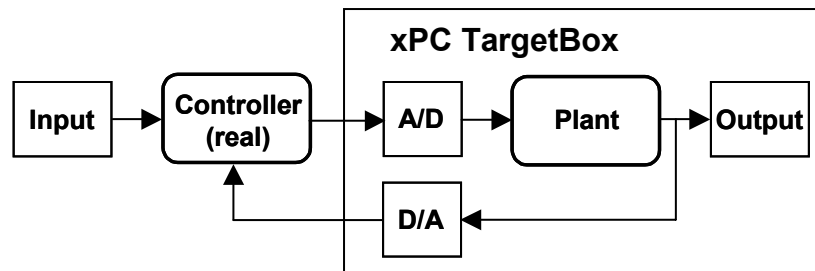 xPC TargetBox
Input
Controller
(real)
A/D
Plant
Output
D/A